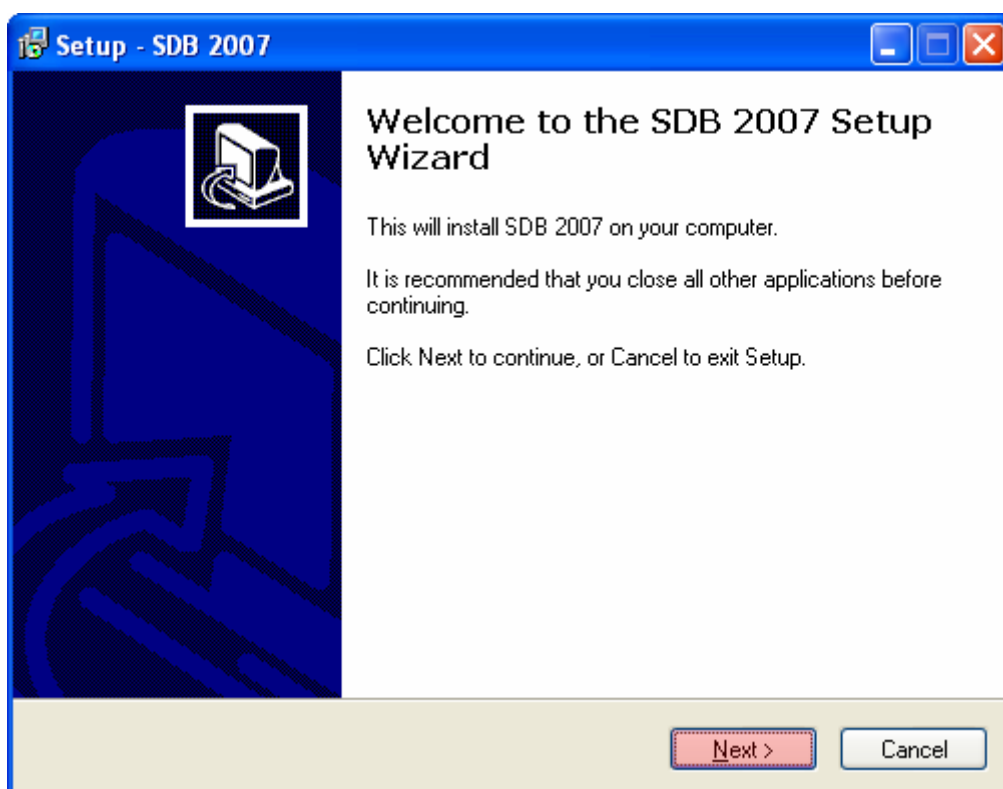 Setup - SDB 2007
Welcome to the SDB 2007 Setup
Wizard
This will install SDB 2007 on your computer.
It is recommended that you close all other applications before
continuing.
Click Next to continue, or Cancel to exit Setup.
Next >
Cancel